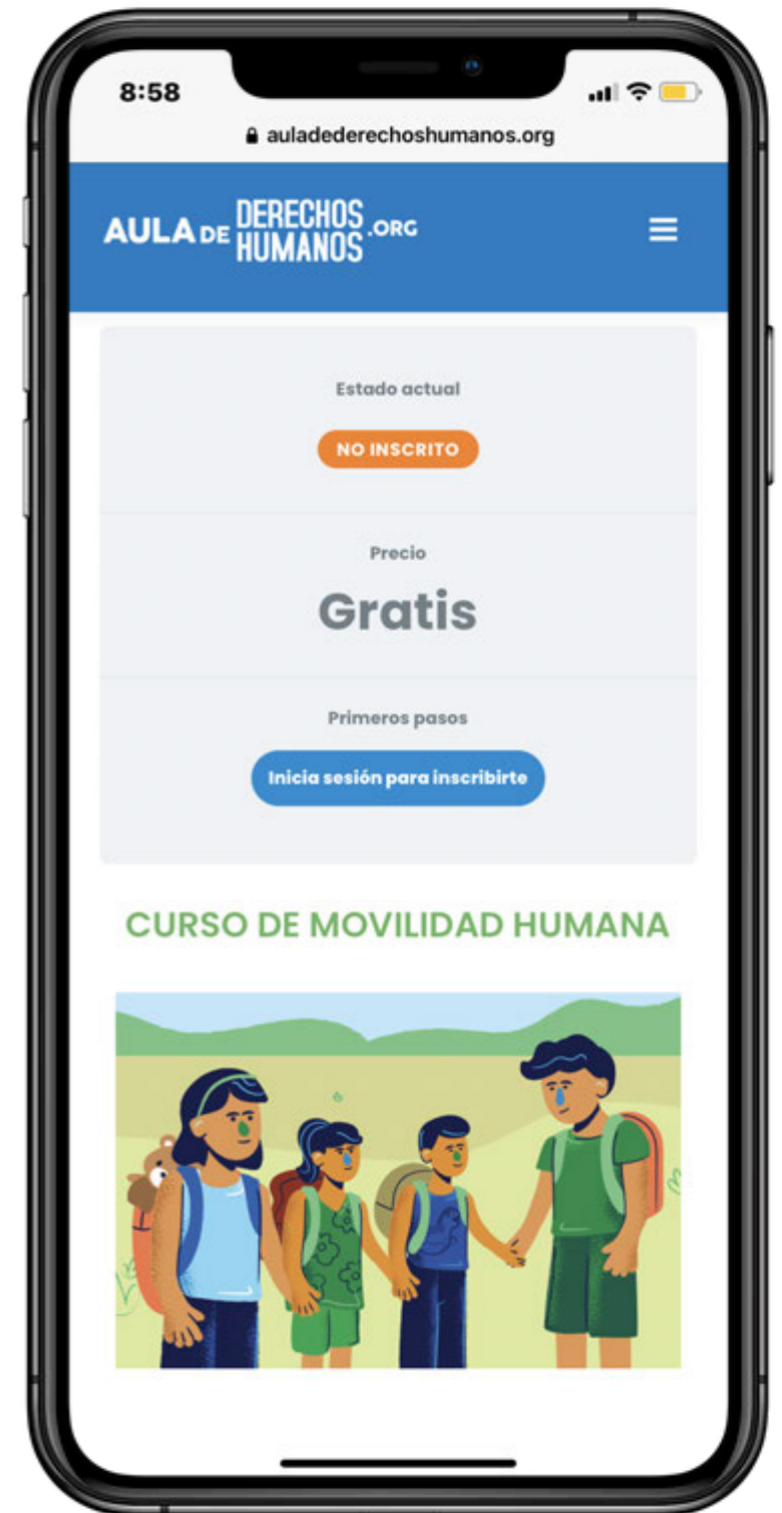 8:58
auladederechoshumanos.org
AULA DE DERECHOS HUMANOS .ORG
Estado actual
NO INSCRITO
Precio
Gratis
Primeros pasos
Inicia sesión para inscribirte
CURSO DE MOVILIDAD HUMANA